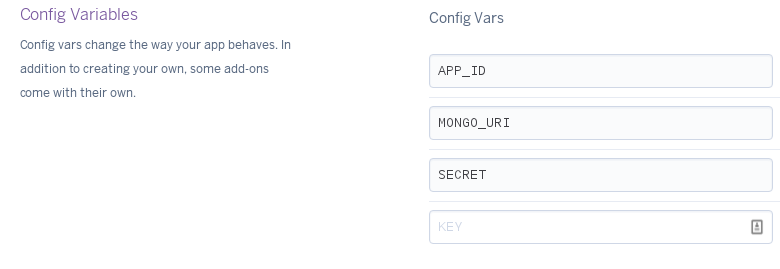 Config Variables
Config vars change the way your app behaves. In
addition to creating your own, some add-ons
come with their own.
Config Vars
APP_ID
MONGO_URI
SECRET
KEY